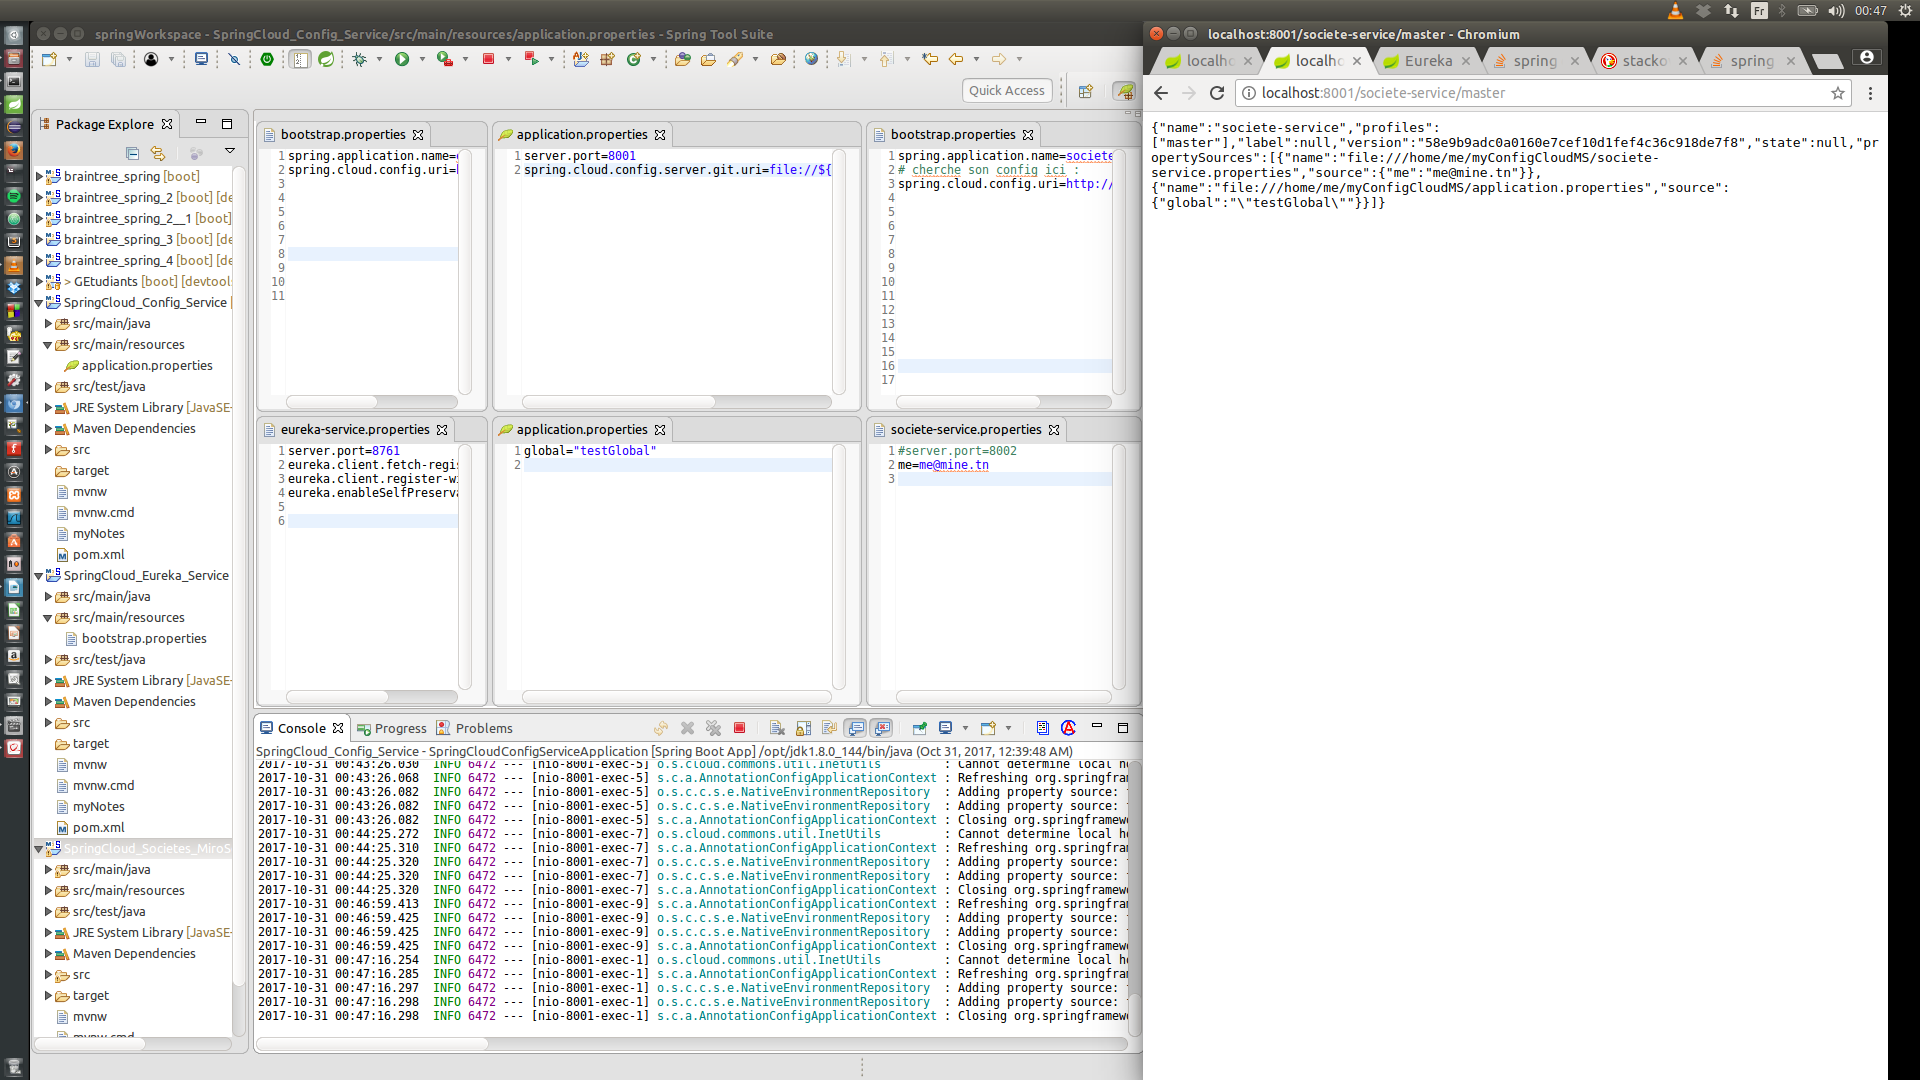 Fr
00:47
springWorkspace - SpringCloud_Config_Service/src/main/resources/application.properties - Spring Tool Suite
Quick Access
Package Explorer
braintree_spring [boot]
braintree_spring_2 [boot] [de
braintree_spring_2__1 [boot]
braintree_spring_3 [boot] [de
braintree_spring_4 [boot] [de
> GEtudiants [boot] [devtool
SpringCloud_Config_Service [
src/main/java
src/main/resources
application.properties
src/test/java
JRE System Library [JavaSE-
Maven Dependencies
src
target
mvnw
mvnw.cmd
myNotes
pom.xml
SpringCloud_Eureka_Service
src/main/java
src/main/resources
bootstrap.properties
src/test/java
JRE System Library [JavaSE-
Maven Dependencies
src
target
mvnw
mvnw.cmd
myNotes
pom.xml
SpringCloud_Societes_MiroS
src/main/java
src/main/resources
src/test/java
JRE System Library [JavaSE-
Maven Dependencies
src
target
mvnw
mvnw.cmd
bootstrap.properties
1 spring.application.name=
2 spring.cloud.config.uri=
3
4
5
6
7
8
9
10
11
application.properties
1 server.port=8001
2 spring.cloud.config.server.git.uri=file://${
bootstrap.properties
1 spring.application.name=societe
2 # cherche son config ici :
3 spring.cloud.config.uri=http://
4
5
6
7
8
9
10
11
12
13
14
15
16
17
eureka-service.properties
1 server.port=8761
2 eureka.client.fetch-regi
3 eureka.client.register-w
4 eureka.enableSelfPreserv
5
6
application.properties
1 global="testGlobal"
2
societe-service.properties
1 #server.port=8002
2 me=me@mine.tn
3
Console
Progress
Problems
SpringCloud_Config_Service - SpringCloudConfigServiceApplication [Spring Boot App] /opt/jdk1.8.0_144/bin/java (Oct 31, 2017, 12:39:48 AM)
2017-10-31 00:43:26.030 INFO 6472 --- [nio-8001-exec-5] o.s.cloud.commons.util.InetUtils : Cannot determine local h
2017-10-31 00:43:26.068 INFO 6472 --- [nio-8001-exec-5] s.c.a.AnnotationConfigApplicationContext : Refreshing org.springfram
2017-10-31 00:43:26.082 INFO 6472 --- [nio-8001-exec-5] o.s.c.c.s.e.NativeEnvironmentRepository : Adding property source:
2017-10-31 00:43:26.082 INFO 6472 --- [nio-8001-exec-5] o.s.c.c.s.e.NativeEnvironmentRepository : Adding property source:
2017-10-31 00:43:26.082 INFO 6472 --- [nio-8001-exec-5] s.c.a.AnnotationConfigApplicationContext : Closing org.springframew
2017-10-31 00:44:25.272 INFO 6472 --- [nio-8001-exec-7] o.s.cloud.commons.util.InetUtils : Cannot determine local h
2017-10-31 00:44:25.310 INFO 6472 --- [nio-8001-exec-7] s.c.a.AnnotationConfigApplicationContext : Refreshing org.springfram
2017-10-31 00:44:25.320 INFO 6472 --- [nio-8001-exec-7] o.s.c.c.s.e.NativeEnvironmentRepository : Adding property source:
2017-10-31 00:44:25.320 INFO 6472 --- [nio-8001-exec-7] o.s.c.c.s.e.NativeEnvironmentRepository : Adding property source:
2017-10-31 00:44:25.320 INFO 6472 --- [nio-8001-exec-7] s.c.a.AnnotationConfigApplicationContext : Closing org.springframew
2017-10-31 00:46:59.413 INFO 6472 --- [nio-8001-exec-9] s.c.a.AnnotationConfigApplicationContext : Refreshing org.springfram
2017-10-31 00:46:59.425 INFO 6472 --- [nio-8001-exec-9] o.s.c.c.s.e.NativeEnvironmentRepository : Adding property source:
2017-10-31 00:46:59.425 INFO 6472 --- [nio-8001-exec-9] o.s.c.c.s.e.NativeEnvironmentRepository : Adding property source:
2017-10-31 00:46:59.425 INFO 6472 --- [nio-8001-exec-9] s.c.a.AnnotationConfigApplicationContext : Closing org.springframew
2017-10-31 00:47:16.254 INFO 6472 --- [nio-8001-exec-1] o.s.cloud.commons.util.InetUtils : Cannot determine local h
2017-10-31 00:47:16.285 INFO 6472 --- [nio-8001-exec-1] s.c.a.AnnotationConfigApplicationContext : Refreshing org.springfram
2017-10-31 00:47:16.297 INFO 6472 --- [nio-8001-exec-1] o.s.c.c.s.e.NativeEnvironmentRepository : Adding property source:
2017-10-31 00:47:16.298 INFO 6472 --- [nio-8001-exec-1] o.s.c.c.s.e.NativeEnvironmentRepository : Adding property source:
2017-10-31 00:47:16.298 INFO 6472 --- [nio-8001-exec-1] s.c.a.AnnotationConfigApplicationContext : Closing org.springframew
localhost:8001/societe-service/master - Chromium
localho
localho
Eureka
spring
stacko
spring
localhost:8001/societe-service/master
{"name":"societe-service","profiles":
["master"],"label":null,"version":"58e9b9adc0a0160e7cef10d1fef4c36c918de7f8","state":null,"pr
opertySources":[{"name":"file:///home/me/myConfigCloudMS/societe-
service.properties","source":{"me":"me@mine.tn"}},
{"name":"file:///home/me/myConfigCloudMS/application.properties","source":
{"global":"\"testGlobal\""}}]}